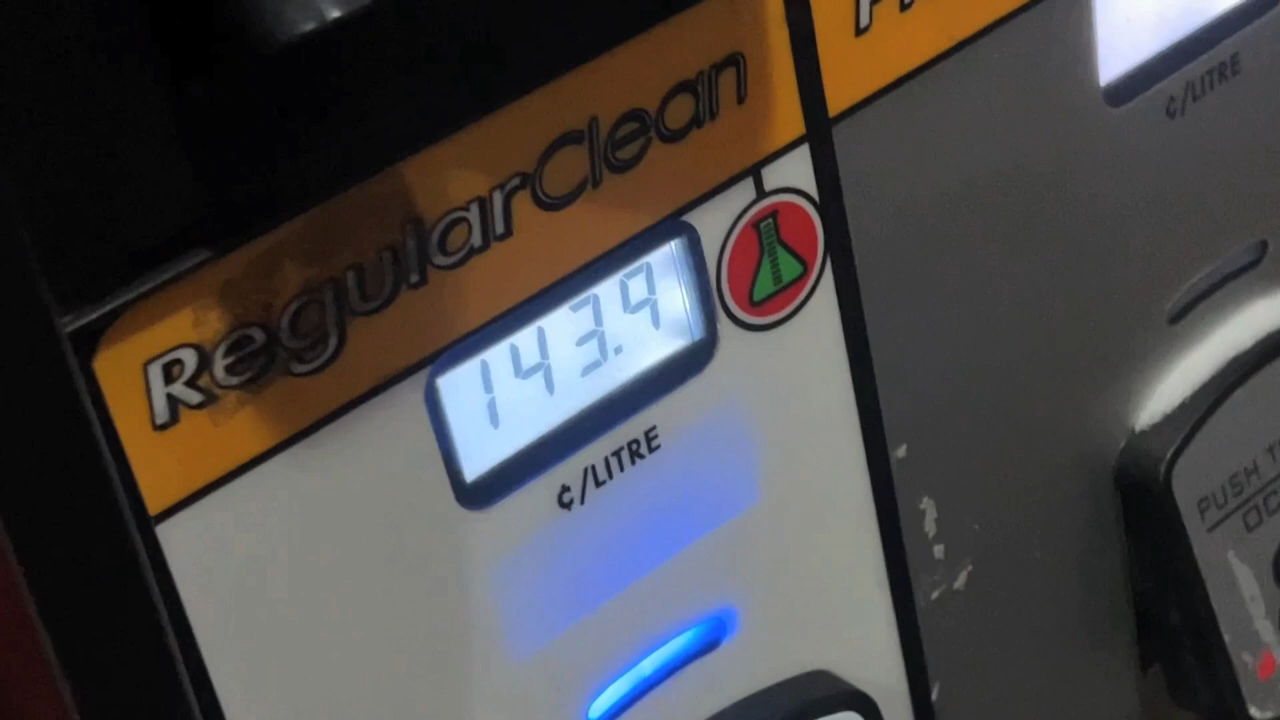 RegularClean
143.9
¢/LITRE
¢/LITRE
PUSH